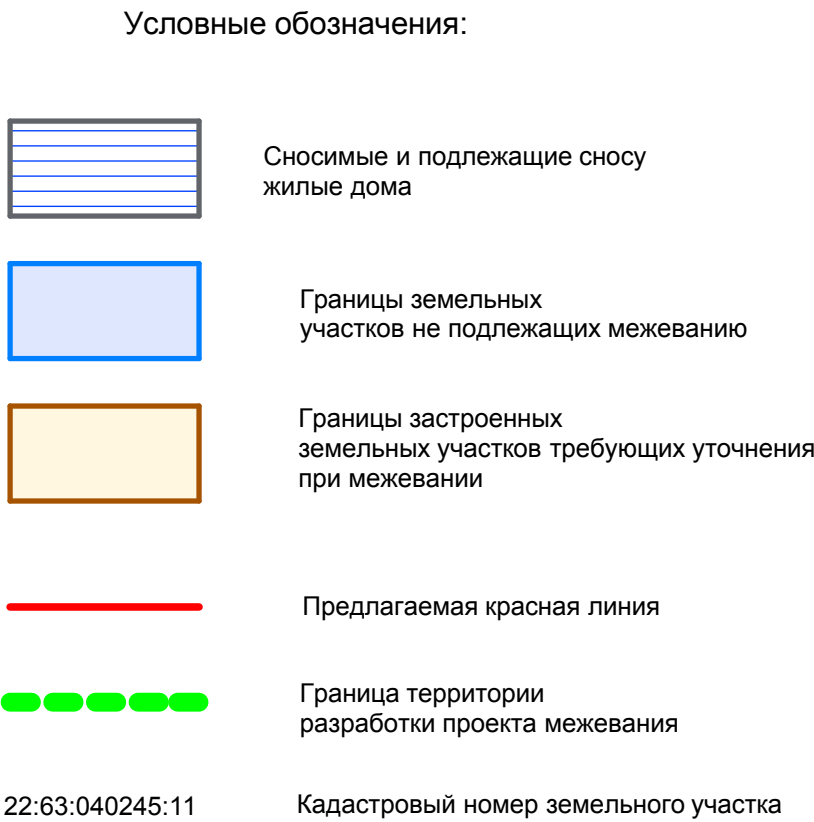 Условные обозначения:
Сносимые и подлежащие сносу
жилые дома
Границы земельных
участков не подлежащих межеванию
Границы застроенных
земельных участков требующих уточнения
при межевании
Предлагаемая красная линия
Граница территории
разработки проекта межевания
22:63:040245:11 Кадастровый номер земельного участка